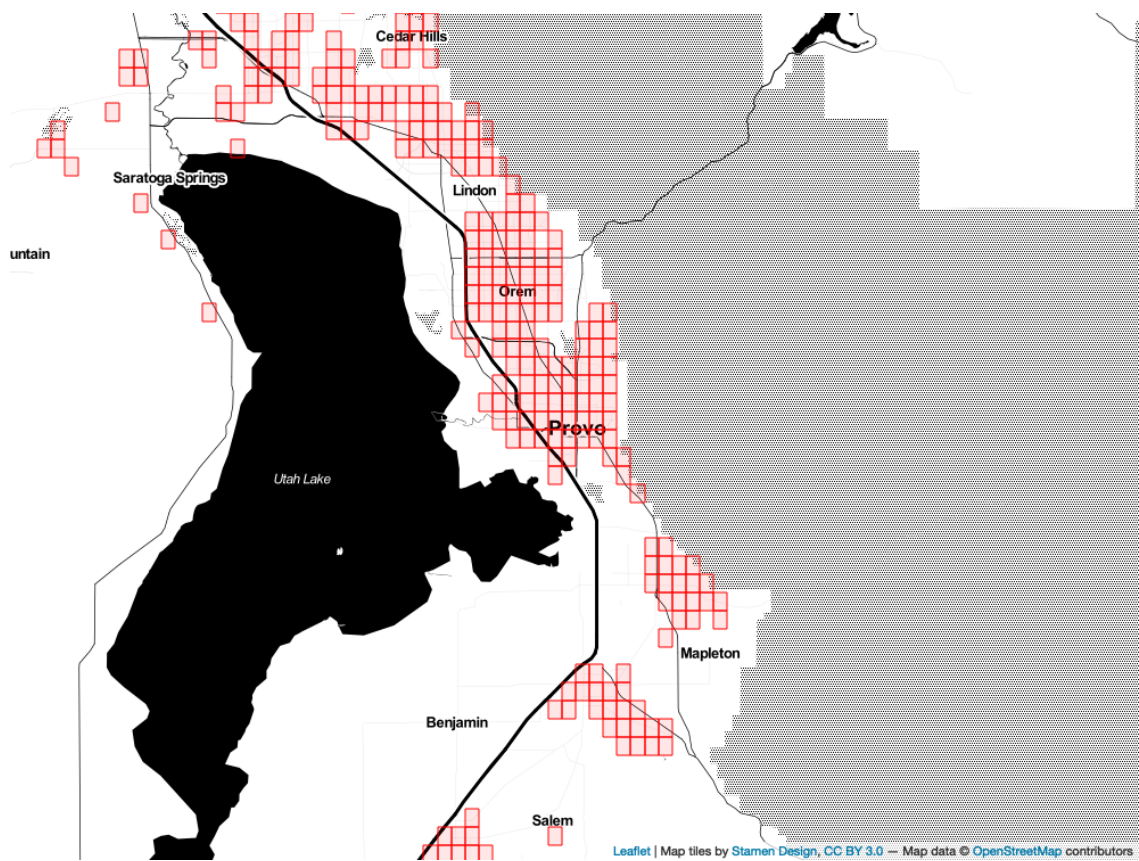 Cedar Hills
Saratoga Springs
Lindon
untain
Orem
Provo
Utah Lake
Mapleton
Benjamin
Salem
Leaflet | Map tiles by Stamen Design, CC BY 3.0 — Map data © OpenStreetMap contributors